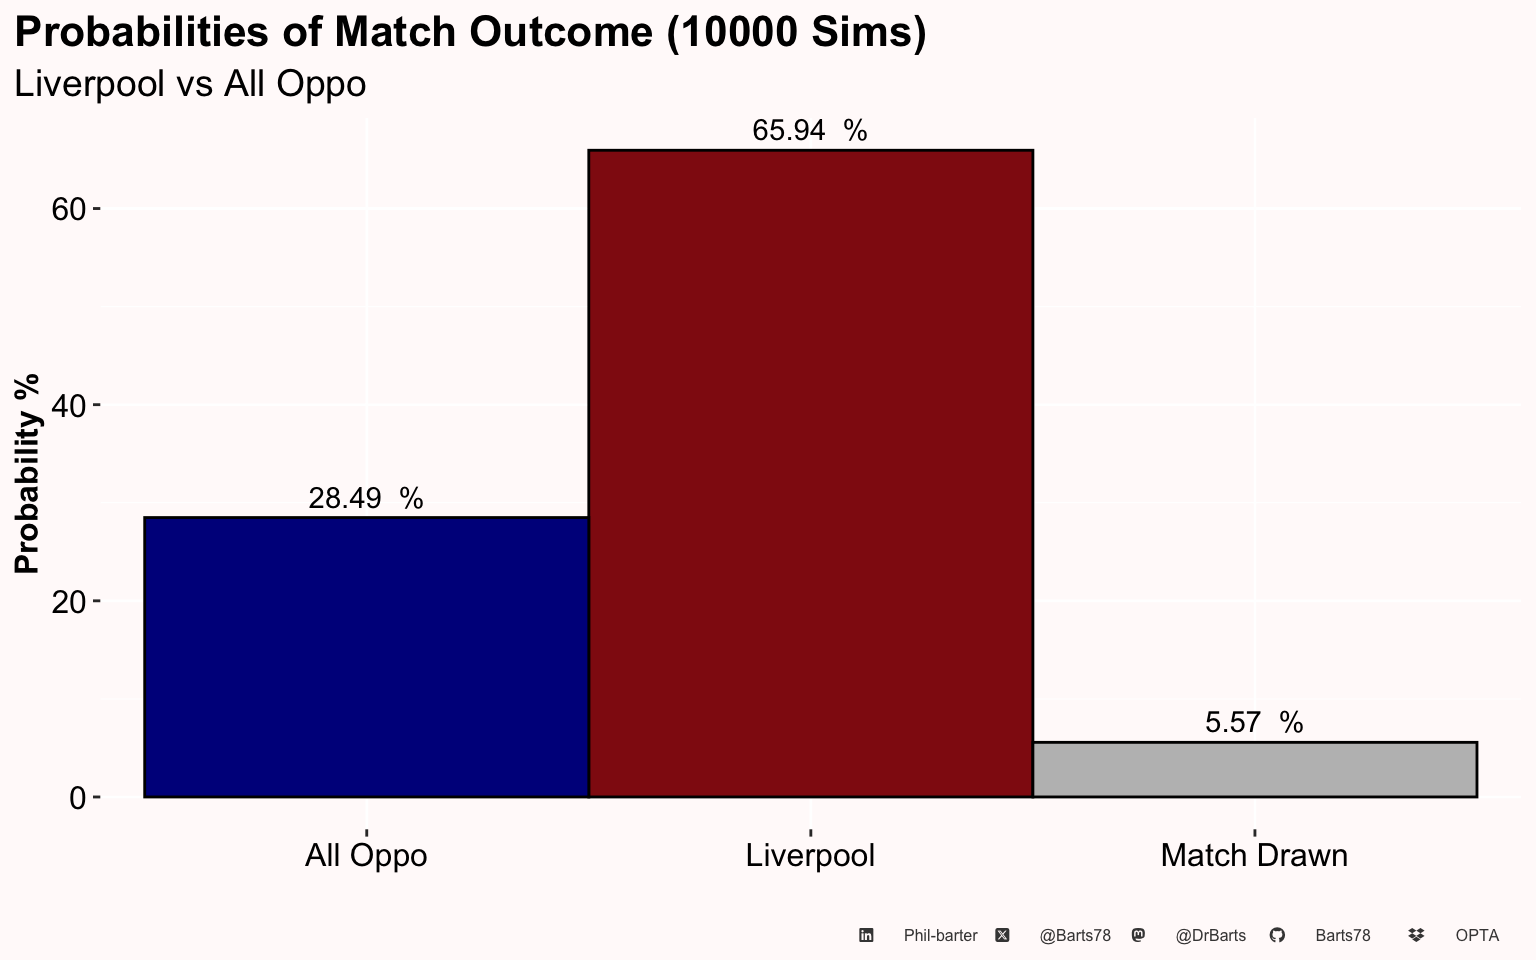 Probabilities of Match Outcome (10000 Sims)
Liverpool vs All Oppo
65.94 %
60
40
28.49 %
20
5.57 %
0
Probability %
All Oppo Liverpool Match Drawn
Phil-barter @Barts78 @DrBarts Barts78 OPTA